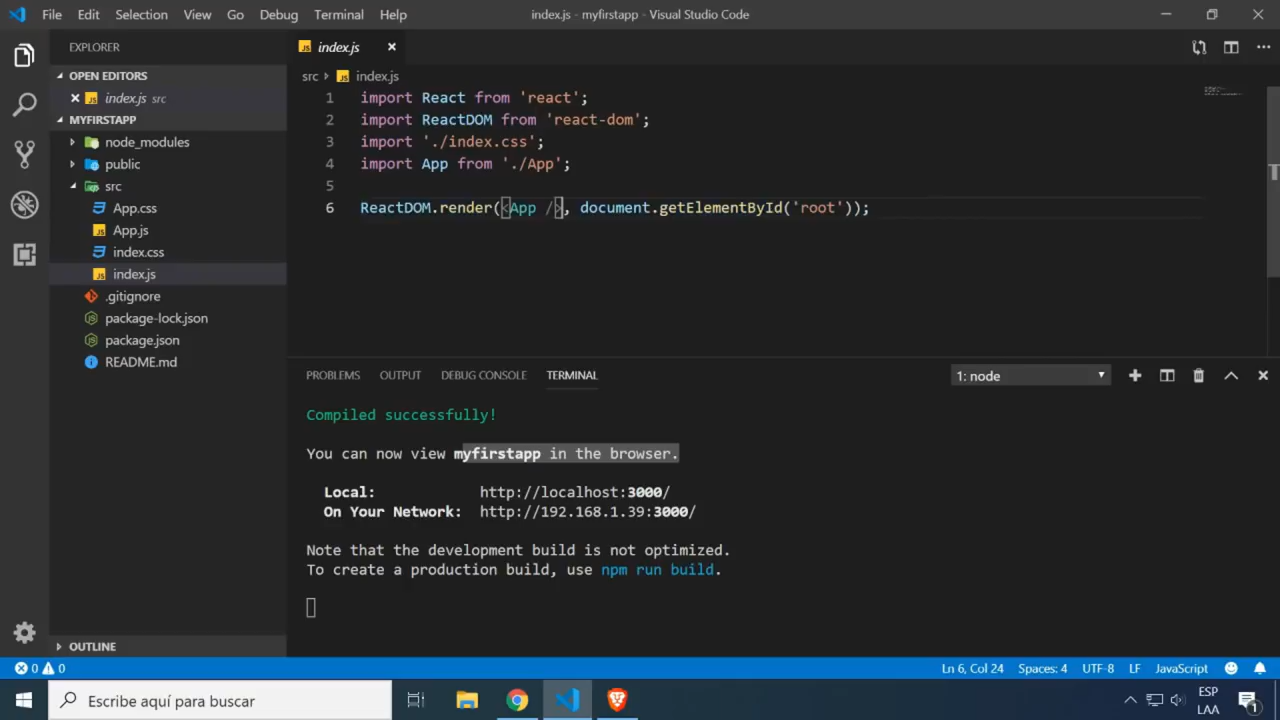 File Edit Selection View Go Debug Terminal Help
index.js - myfirstapp - Visual Studio Code
EXPLORER
OPEN EDITORS
index.js src
MYFIRSTAPP
node_modules
public
src
App.css
App.js
index.css
index.js
.gitignore
package-lock.json
package.json
README.md
OUTLINE
index.js
src index.js
1 import React from 'react';
2 import ReactDOM from 'react-dom';
3 import './index.css';
4 import App from './App';
5
6 ReactDOM.render(<App />, document.getElementById('root'));
PROBLEMS OUTPUT DEBUG CONSOLE TERMINAL
1: node
Compiled successfully!
You can now view myfirstapp in the browser.
Local: http://localhost:3000/
On Your Network: http://192.168.1.39:3000/
Note that the development build is not optimized.
To create a production build, use npm run build.
0 0
Ln 6, Col 24 Spaces: 4 UTF-8 LF JavaScript
Escribe aquí para buscar
ESP
LAA
1